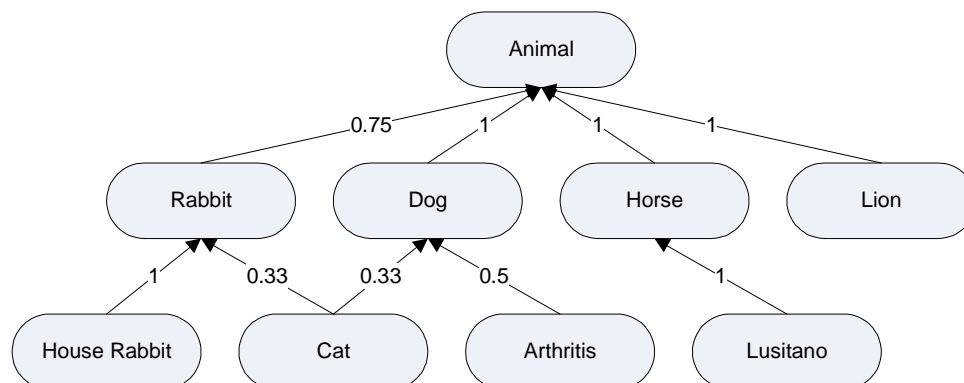 Animal
0.75 1 1 1
Rabbit Dog Horse Lion
1 0.33 0.33 0.5 1
House Rabbit Cat Arthritis Lusitano